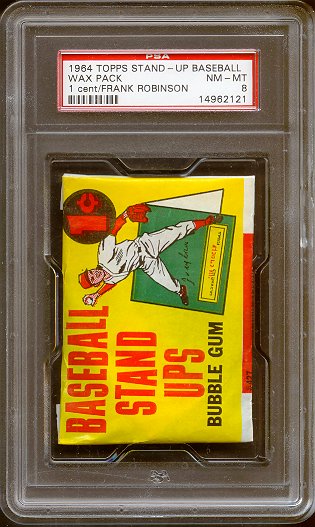 PSA
1964 TOPPS STAND-UP BASEBALL
WAX PACK NM-MT
1 cent/FRANK ROBINSON 8
14962121
1¢
BASEBALL
STAND
UPS
BUBBLE GUM